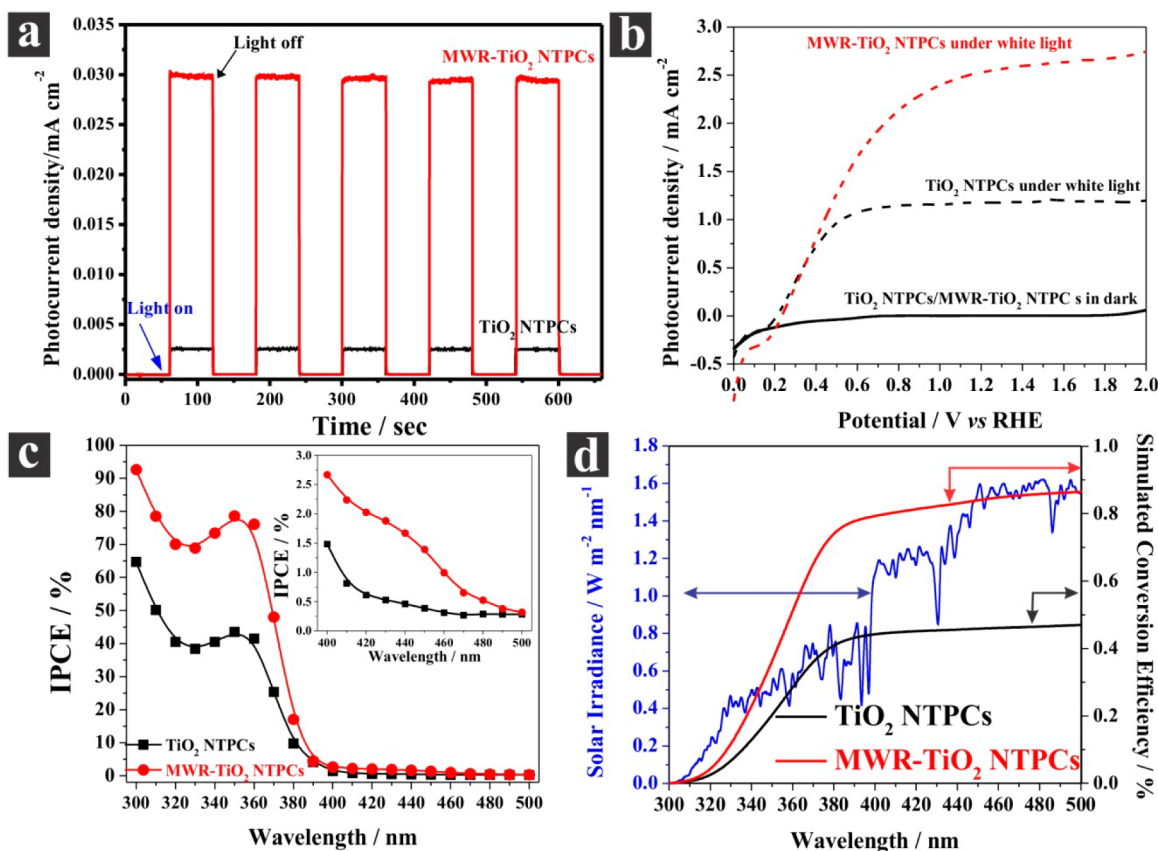 a
Light off
MWR-TiO₂ NTPCs
Light on
TiO₂ NTPCs
0.035
0.030
0.025
0.020
0.015
0.010
0.005
0.000
0 100 200 300 400 500 600
Photocurrent density/mA cm⁻²
Time / sec
b
MWR-TiO₂ NTPCs under white light
TiO₂ NTPCs under white light
TiO₂ NTPCs/MWR-TiO₂ NTPC s in dark
3.0
2.5
2.0
1.5
1.0
0.5
0.0
-0.5
0.0 0.2 0.4 0.6 0.8 1.0 1.2 1.4 1.6 1.8 2.0
Photocurrent density / mA cm⁻²
Potential / V vs RHE
c
100
90
80
70
60
50
40
30
20
10
0
300 320 340 360 380 400 420 440 460 480 500
IPCE / %
Wavelength / nm
TiO₂ NTPCs
MWR-TiO₂ NTPCs
3.0
2.5
2.0
1.5
1.0
0.5
0.0
400 420 440 460 480 500
IPCE / %
Wavelength / nm
d
1.8
1.6
1.4
1.2
1.0
0.8
0.6
0.4
0.2
0.0
300 320 340 360 380 400 420 440 460 480 500
Solar Irradiance / W m⁻² nm⁻¹
Wavelength / nm
1.0
0.8
0.6
0.4
0.2
0.0
Simulated Conversion Efficiency / %
TiO₂ NTPCs
MWR-TiO₂ NTPCs